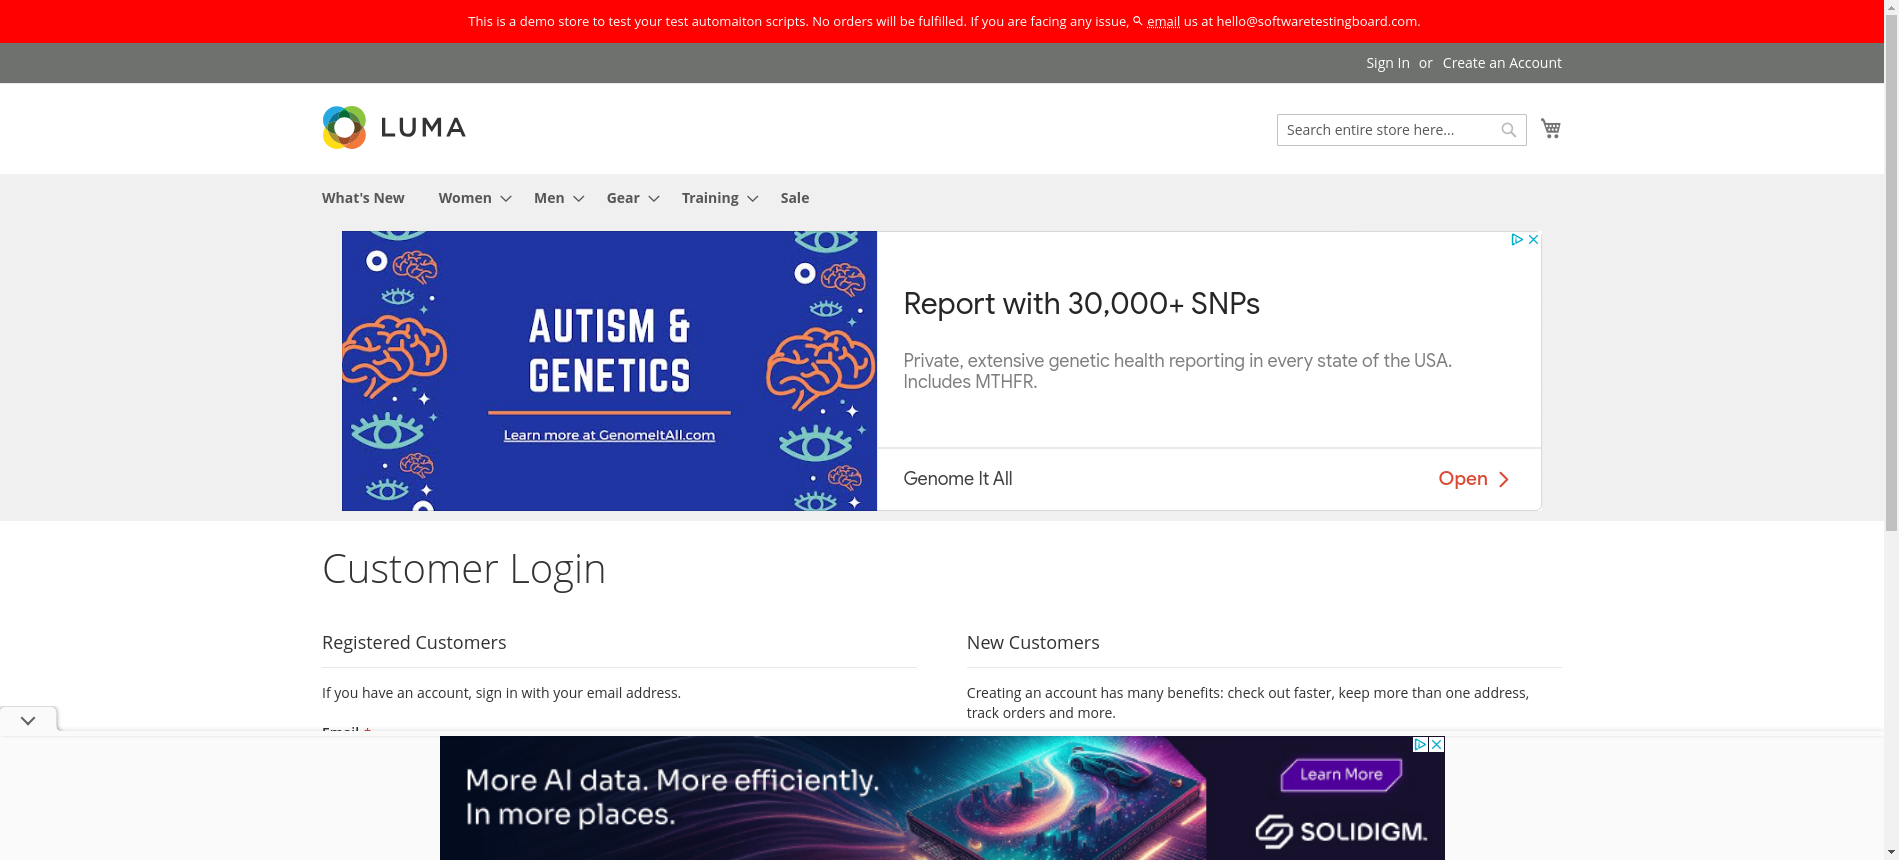 This is a demo store to test your test automaiton scripts. No orders will be fulfilled. If you are facing any issue, email us at hello@softwaretestingboard.com.
Sign In or Create an Account
LUMA
Search entire store here...
What's New Women Men Gear Training Sale
AUTISM &
GENETICS
Learn more at GenomeItAll.com
Report with 30,000+ SNPs
Private, extensive genetic health reporting in every state of the USA.
Includes MTHFR.
Genome It All
Open
Customer Login
Registered Customers
If you have an account, sign in with your email address.
Email *
New Customers
Creating an account has many benefits: check out faster, keep more than one address,
track orders and more.
More AI data. More efficiently.
In more places.
Learn More
SOLIDIGM.